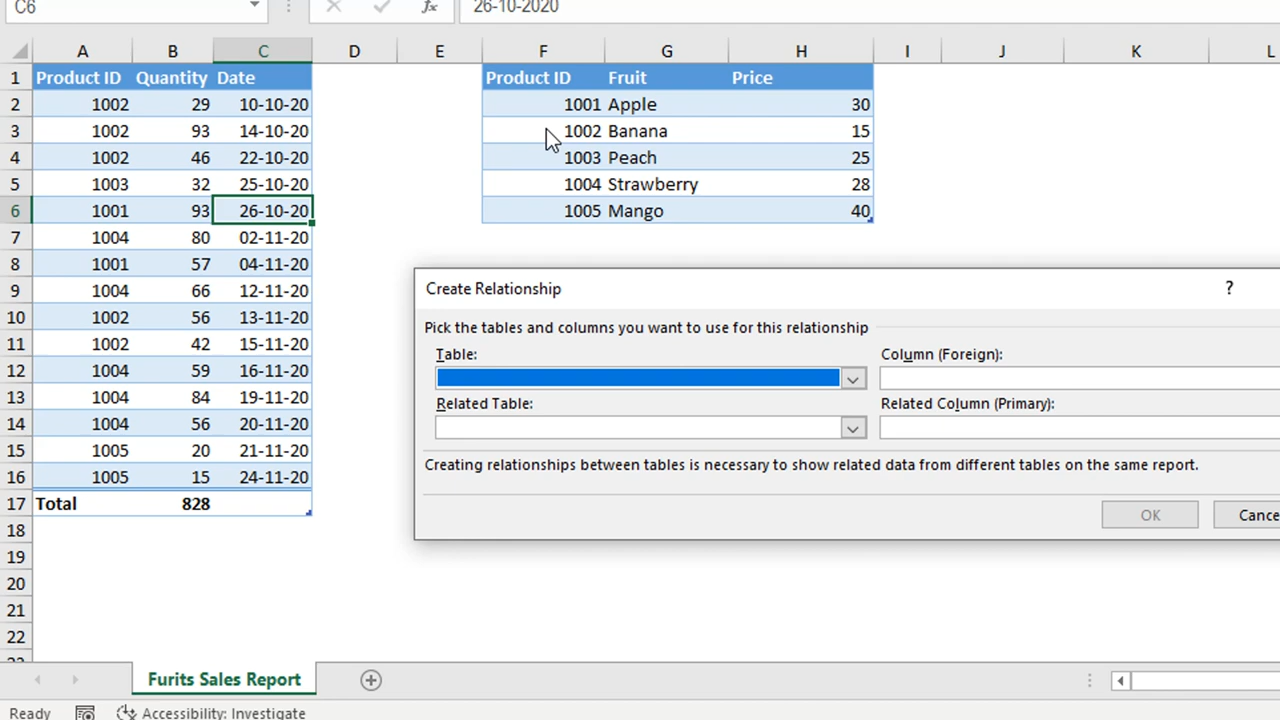 C6 fx 26-10-2020
A B C D E F G H I J K L
1 Product ID Quantity Date Product ID Fruit Price
2 1002 29 10-10-20 1001 Apple 30
3 1002 93 14-10-20 1002 Banana 15
4 1002 46 22-10-20 1003 Peach 25
5 1003 32 25-10-20 1004 Strawberry 28
6 1001 93 26-10-20 1005 Mango 40
7 1004 80 02-11-20
8 1001 57 04-11-20
9 1004 66 12-11-20
10 1002 56 13-11-20
11 1002 42 15-11-20
12 1004 59 16-11-20
13 1004 84 19-11-20
14 1004 56 20-11-20
15 1005 20 21-11-20
16 1005 15 24-11-20
17 Total 828
18
19
20
21
22
23
Create Relationship ?
Pick the tables and columns you want to use for this relationship
Table: Column (Foreign):
Related Table: Related Column (Primary):
Creating relationships between tables is necessary to show related data from different tables on the same report.
OK Cance
Furits Sales Report
Ready Accessibility: Investigate